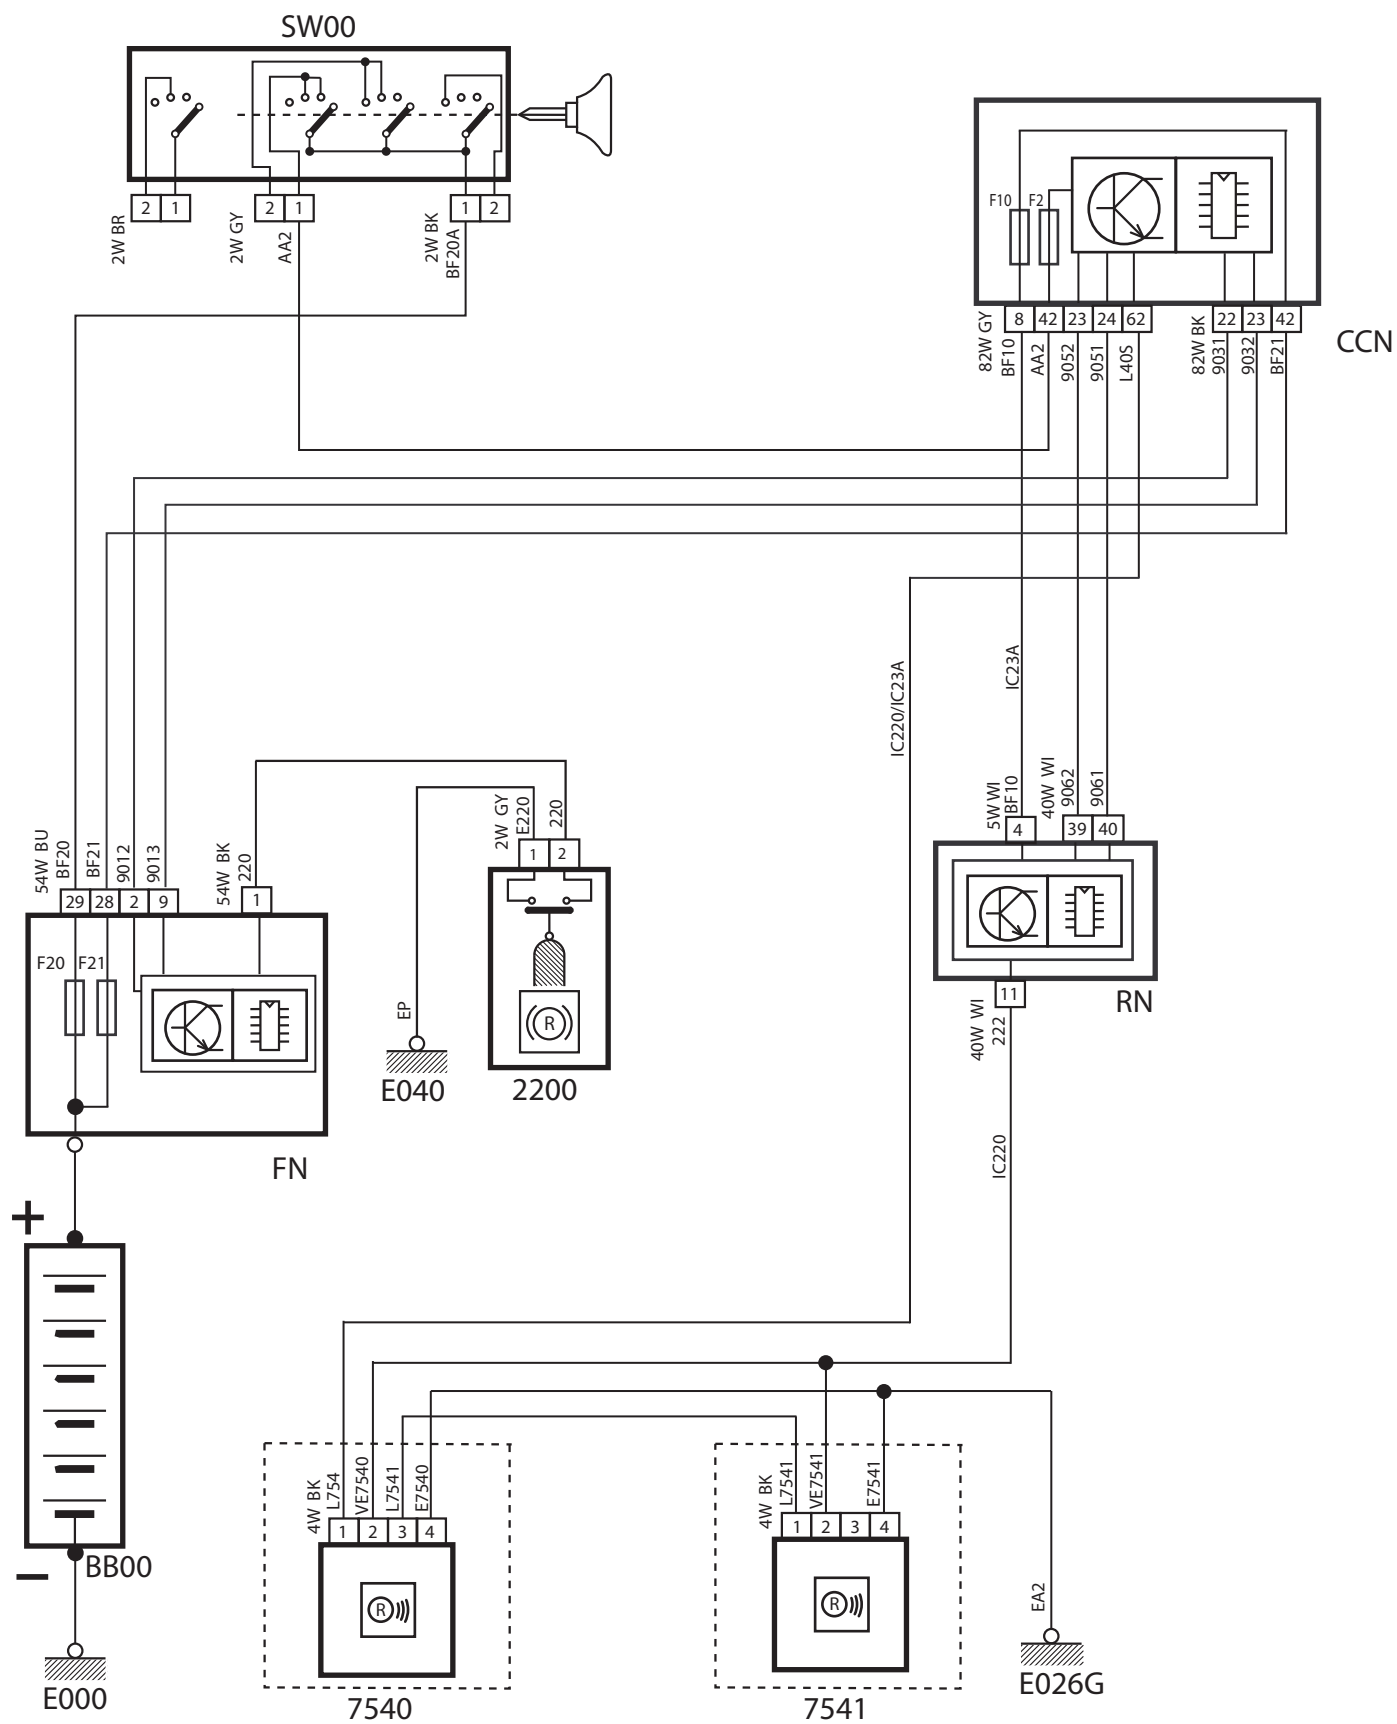 SW00
2 1 2 1 1 2
2W BR
2W GY
AA2
2W BK
BF20A
F10 F2
8 42 23 24 62 22 23 42
82W GY
BF10
AA2
9052
9051
L40S
82W BK
9031
9032
BF21
CCN
IC220/IC23A
IC23A
5W WI
BF10
40W WI
9062
9061
4 39 40
RN
11
40W WI
222
IC220
54W BU
BF20
BF21
9012
9013
54W BK
220
29 28 2 9 1
F20 F21
FN
2W GY
E220
220
1 2
R
2200
EP
E040
+
BB00
−
E000
4W BK
L754
VE7540
L7541
E7540
1 2 3 4
R
7540
4W BK
L7541
VE7541
E7541
1 2 3 4
R
7541
EA2
E026G